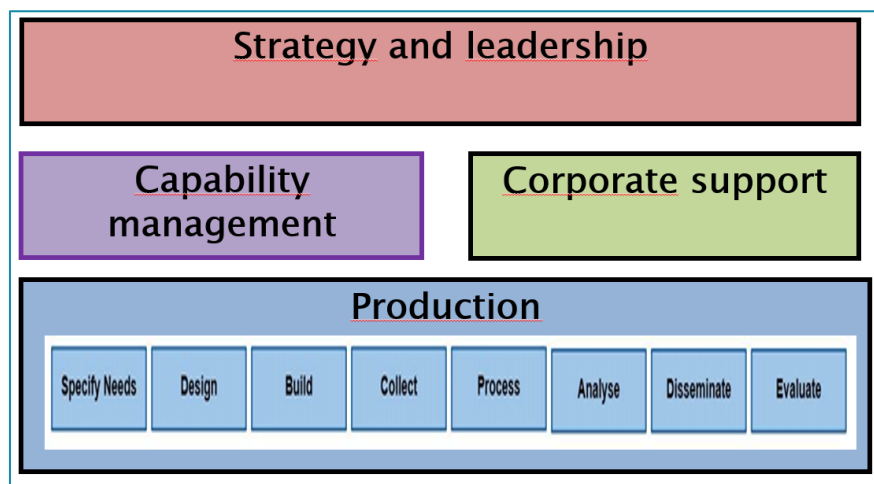 Strategy and leadership
Capability
management
Corporate support
Production
Specify Needs
Design
Build
Collect
Process
Analyse
Disseminate
Evaluate